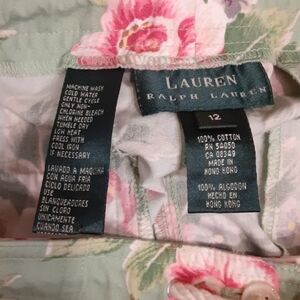 MACHINE WASH
COLD WATER
GENTLE CYCLE
ONLY NON-
CHLORINE BLEACH
WHEN NEEDED
TUMBLE DRY
LOW HEAT
PRESS WITH
COOL IRON
IF NECESSARY
LAVADO A MAQUINA
CON AGUA FRIA
CICLO DELICADO
USE
BLANQUEADORES
SIN CLORO
UNICAMENTE
CUANDO SEA
LAUREN
RALPH LAUREN
12
100% COTTON
RN 54050
CA 08349
MADE IN
HONG KONG
100% ALGODON
HECHO EN
HONG KONG